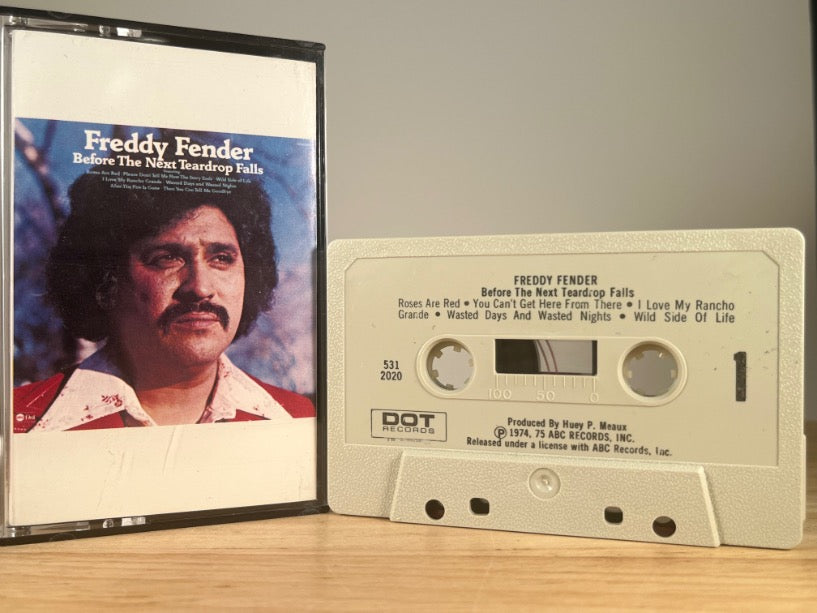 Freddy Fender
Before The Next Teardrop Falls
Roses Are Red · Please Don't Tell Me How The Story Ends · Wild Side of Life
I Love My Rancho Grande · Wasted Days and Wasted Nights
After The Fire Is Gone · Then You Can Tell Me Goodbye
FREDDY FENDER
Before The Next Teardrop Falls
Roses Are Red • You Can't Get Here From There • I Love My Rancho
Grande • Wasted Days And Wasted Nights • Wild Side Of Life
531
2020
1
100 50 0
DOT
RECORDS
Produced By Huey P. Meaux
Ⓟ 1974, 75 ABC RECORDS, INC.
Released under a license with ABC Records, Inc.